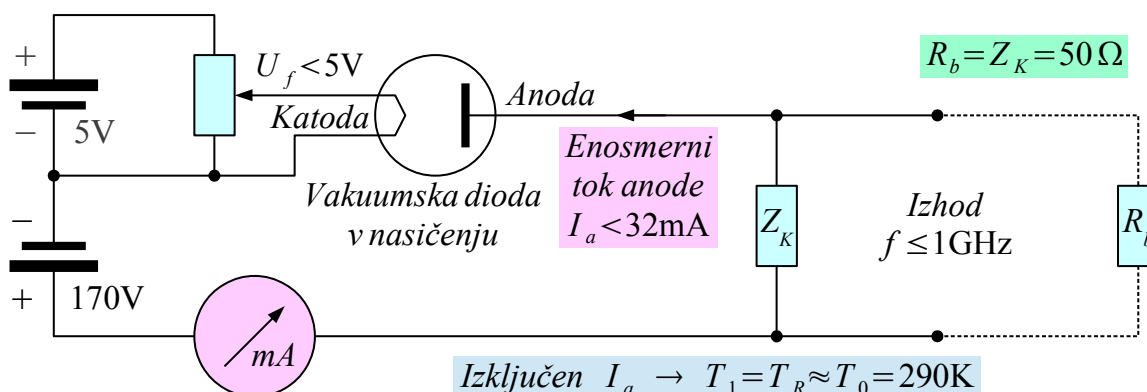 +
U_f<5V
R_b=Z_K=50 Ω
Anoda
Katoda
−
5V
Enosmerni
tok anode
I_a<32mA
Vakuumska dioda
v nasičenju
Z_K
Izhod
f≤1GHz
R_b
−
+
170V
mA
Izključen I_a → T_1=T_R≈T_0=290K